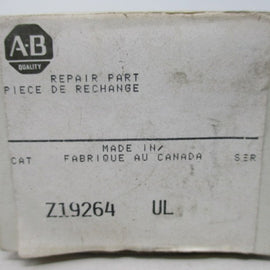 A-B
QUALITY
REPAIR PART
PIECE DE RECHANGE
MADE IN/
CAT FABRIQUE AU CANADA SER
Z19264 UL